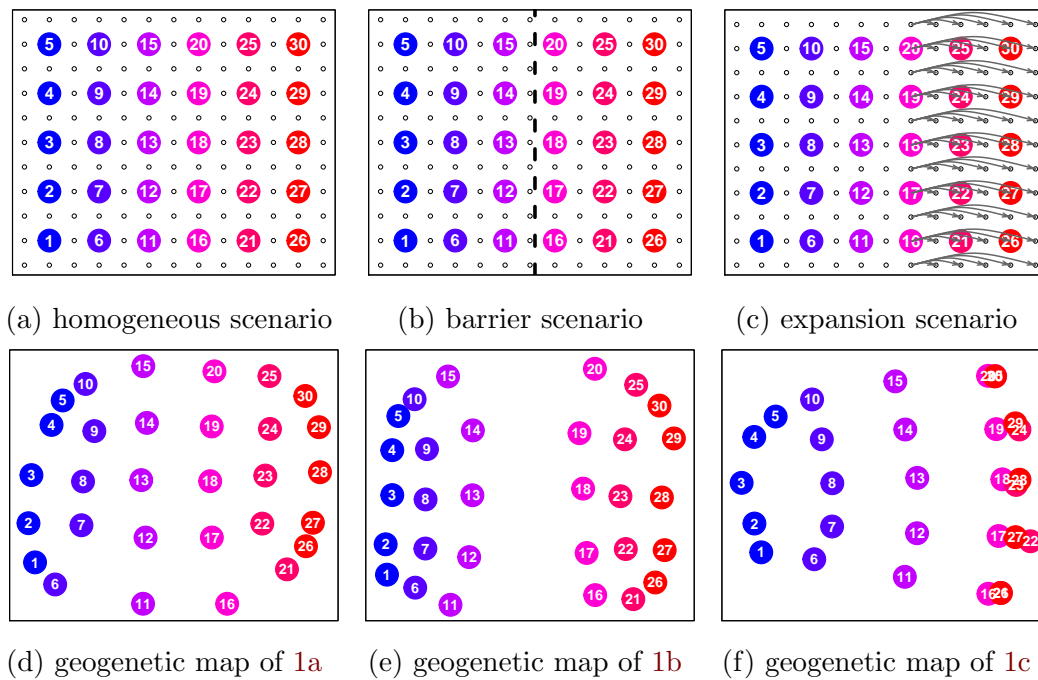 5 10 15 20 25 30 5 10 15 20 25 30 5 10 15 20 25 30
4 9 14 19 24 29 4 9 14 19 24 29 4 9 14 19 24 29
3 8 13 18 23 28 3 8 13 18 23 28 3 8 13 18 23 28
2 7 12 17 22 27 2 7 12 17 22 27 2 7 12 17 22 27
1 6 11 16 21 26 1 6 11 16 21 26 1 6 11 16 21 26
(a) homogeneous scenario (b) barrier scenario (c) expansion scenario
15 20 25 10 30 5 4 9 14 19 24 29 3 8 13 18 23 28 2 7 12 17 22 27 26 1 21 6 11 16
20 15 25 10 30 5 14 19 24 29 4 9 3 8 13 18 23 28 2 7 12 17 22 27 1 6 26 16 21 11
15 10 5 4 9 14 19 29 24 3 8 13 18 28 2 7 12 17 27 22 1 6 11 16
(d) geogenetic map of 1a (e) geogenetic map of 1b (f) geogenetic map of 1c